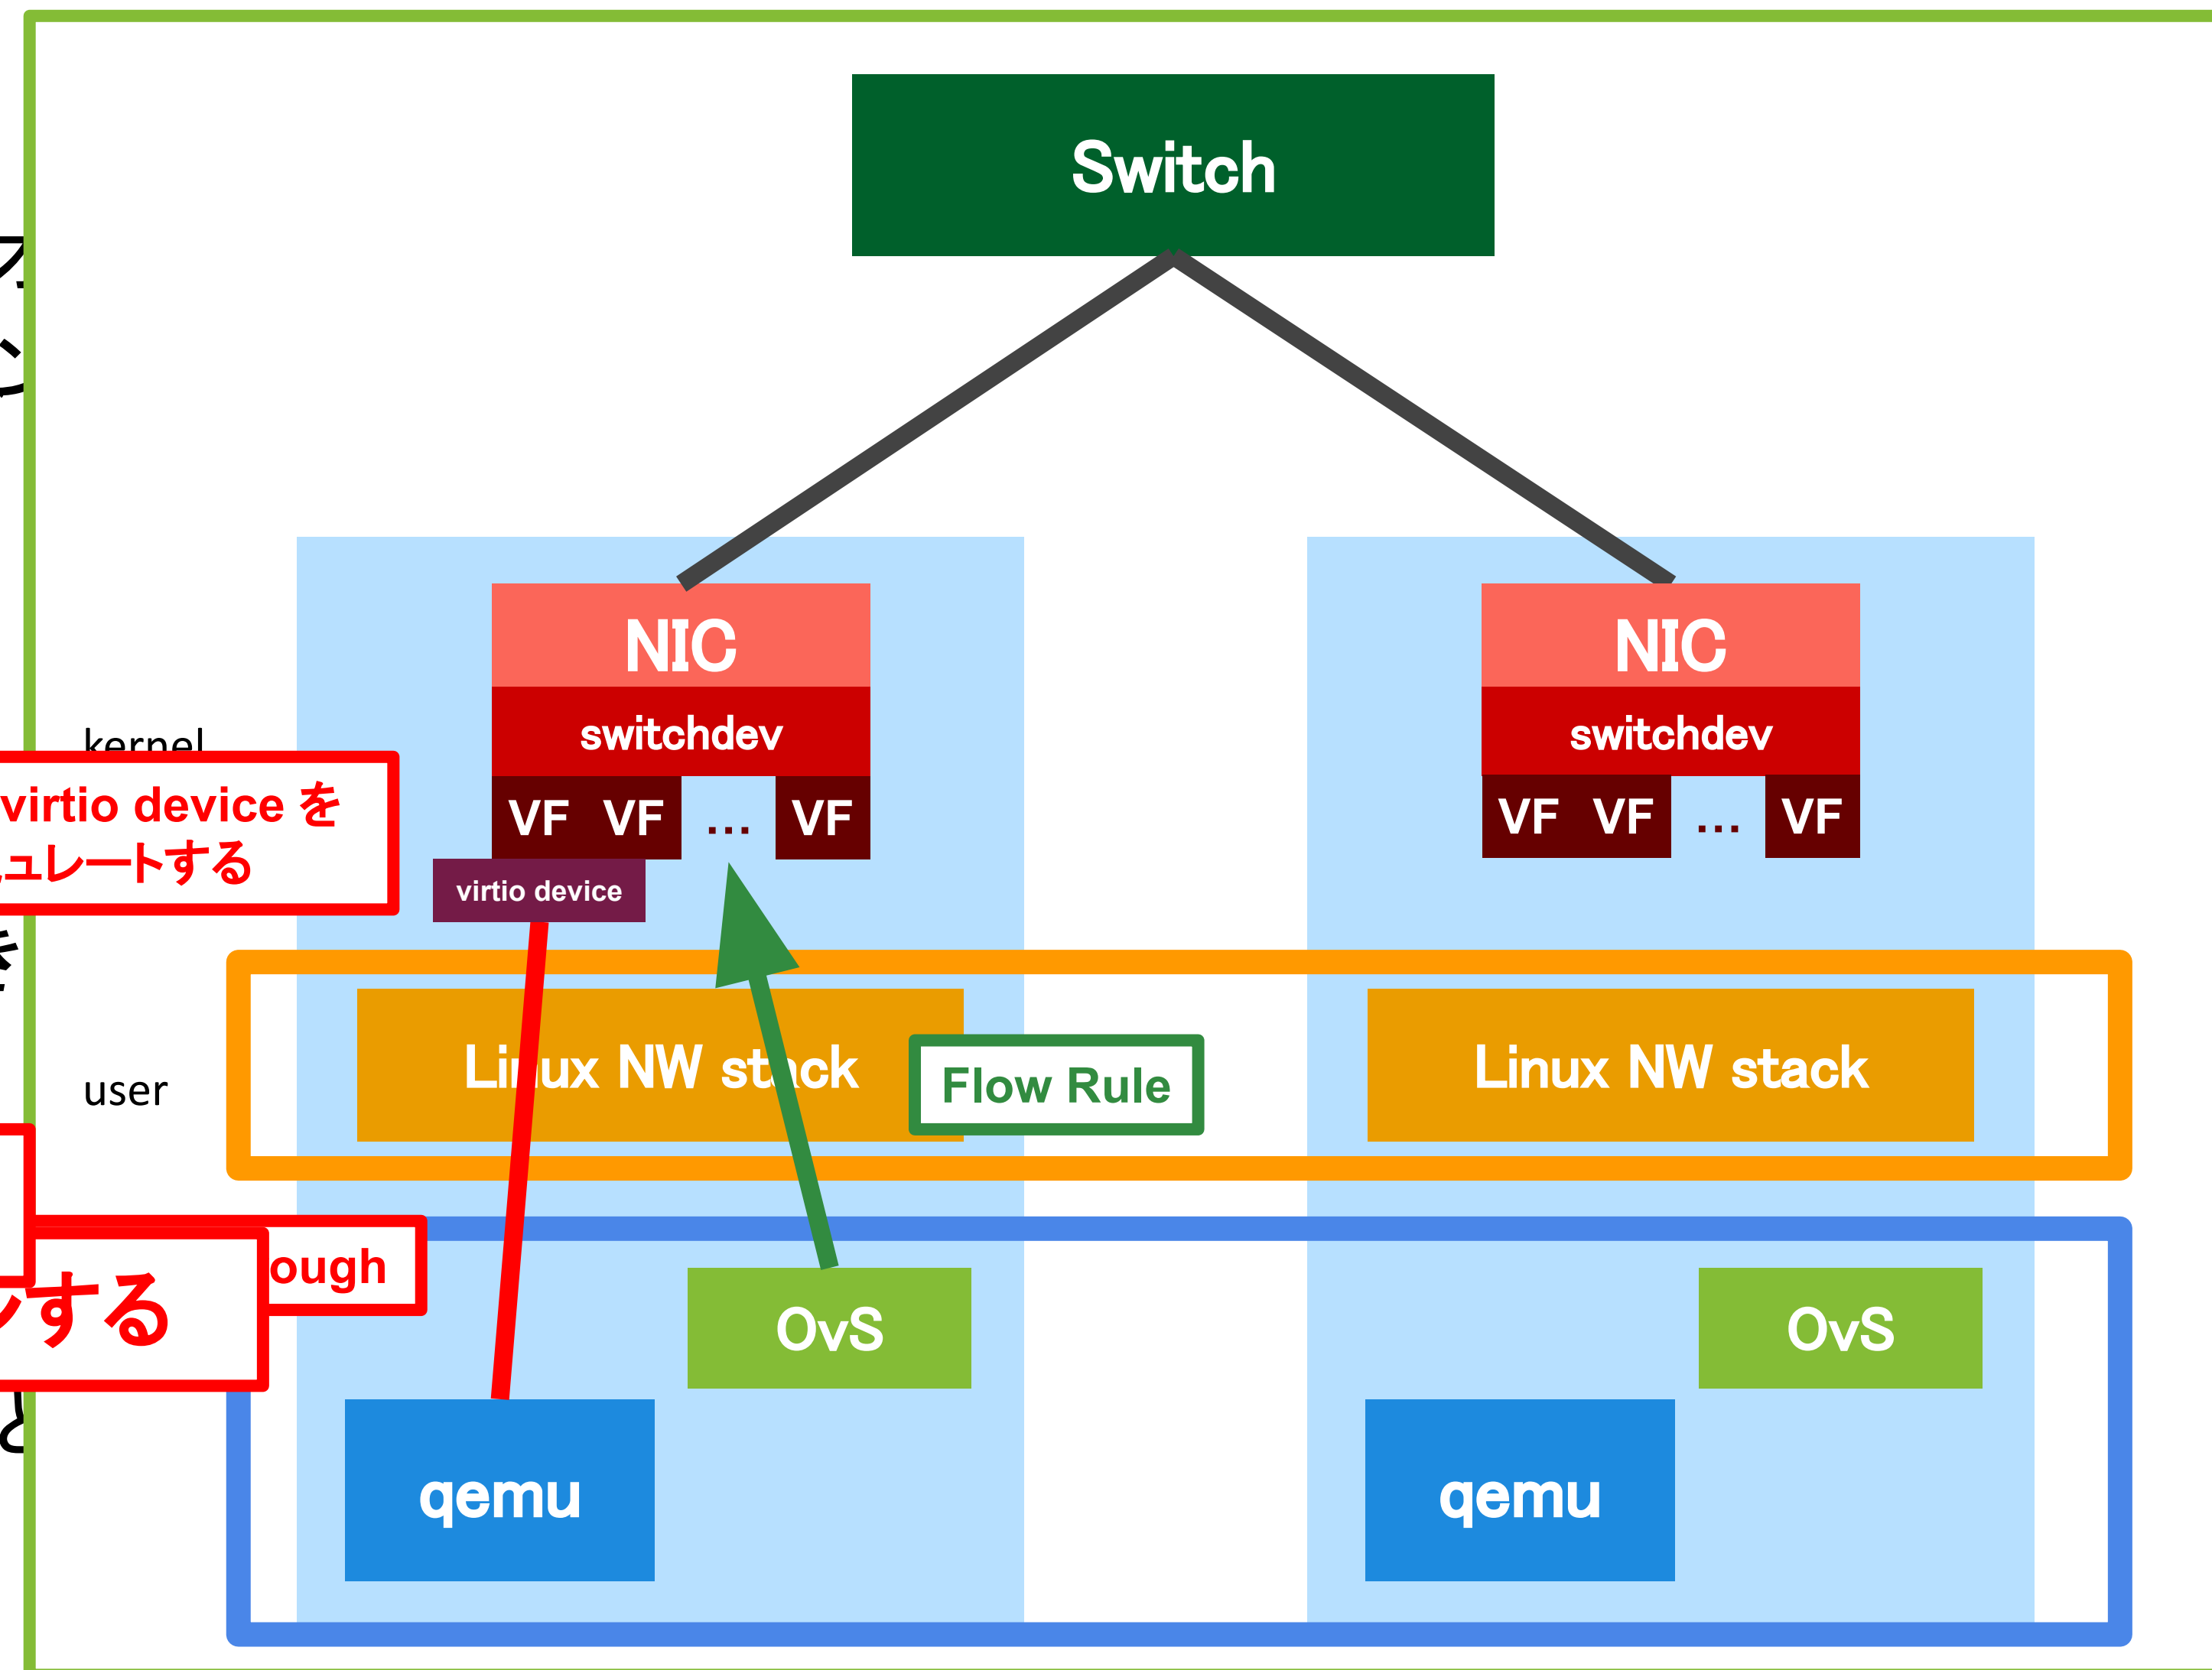 Switch
NIC
NIC
switchdev
switchdev
kernel
VF VF ... VF
VF VF ... VF
virtio device を
ュレートする
virtio device
Linux NW stack
Linux NW stack
Flow Rule
user
ough
する
OvS
OvS
qemu
qemu